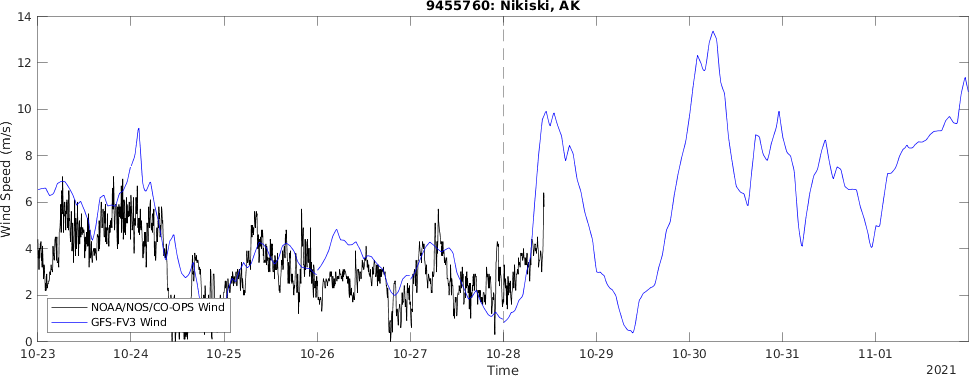 9455760: Nikiski, AK
Wind Speed (m/s)
14
12
10
8
6
4
2
0
NOAA/NOS/CO-OPS Wind
GFS-FV3 Wind
10-23 10-24 10-25 10-26 10-27 10-28 10-29 10-30 10-31 11-01
Time
2021